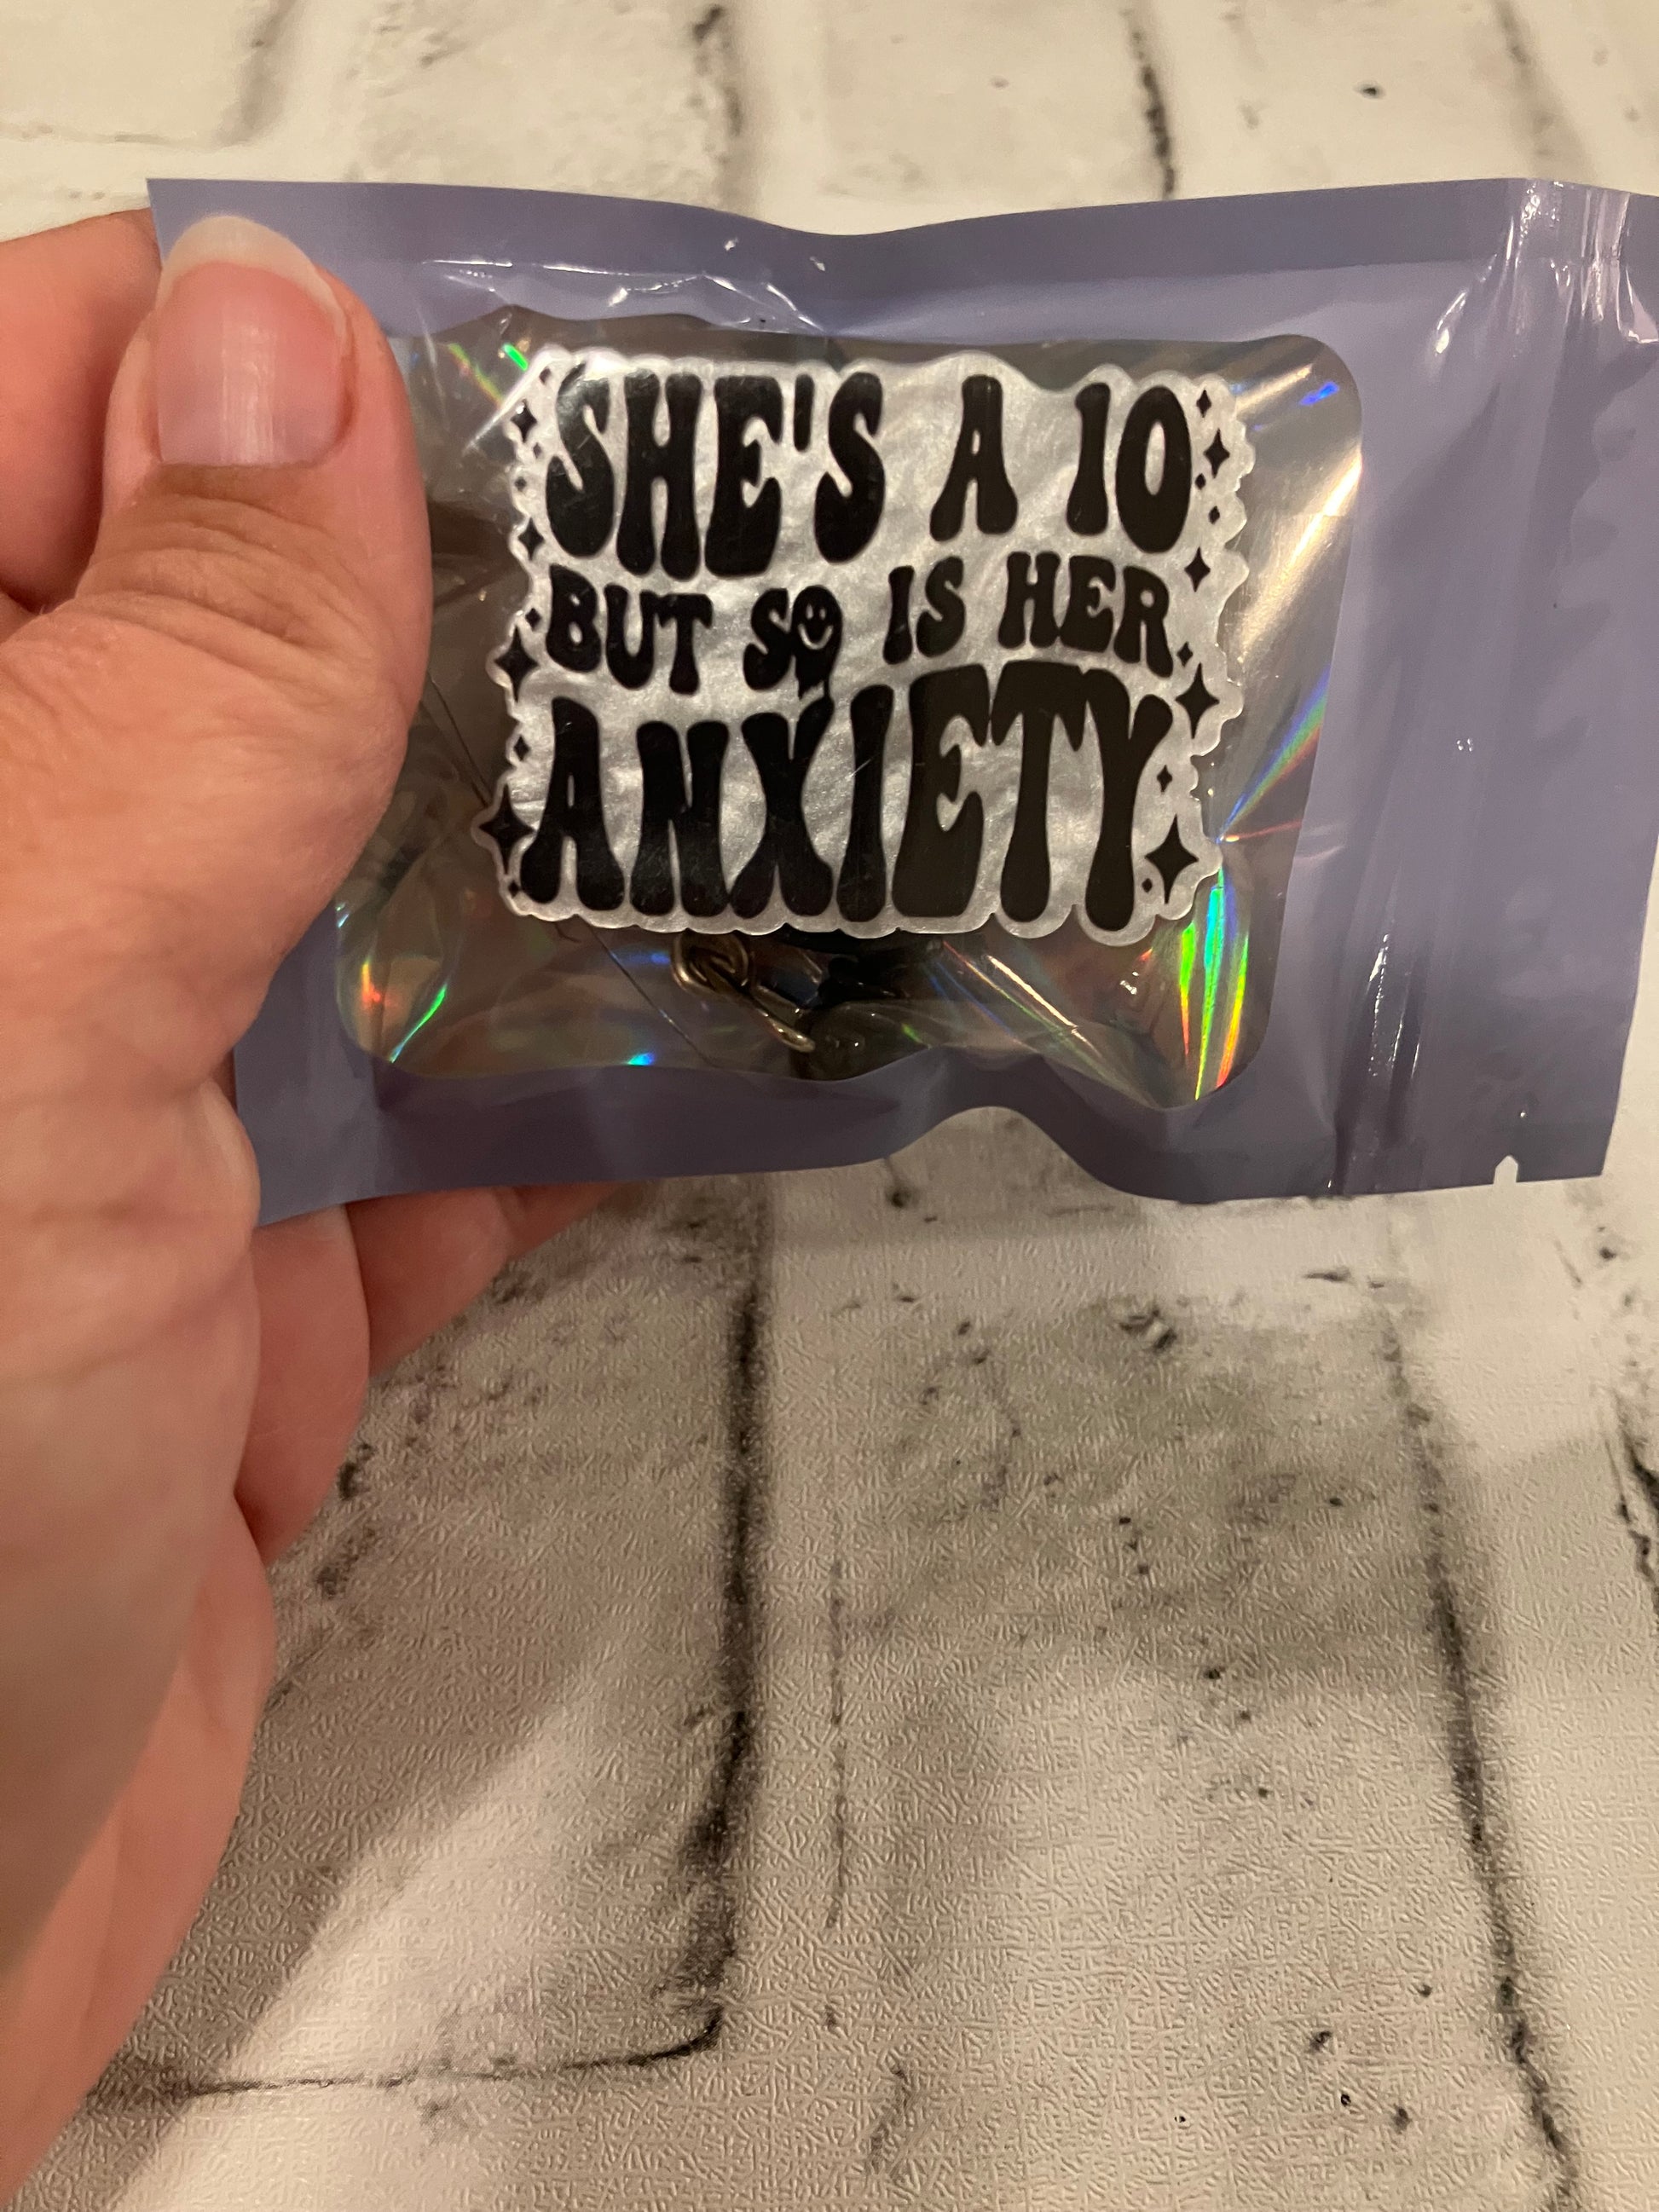 SHE'S A 10
BUT SO IS HER
ANXIETY